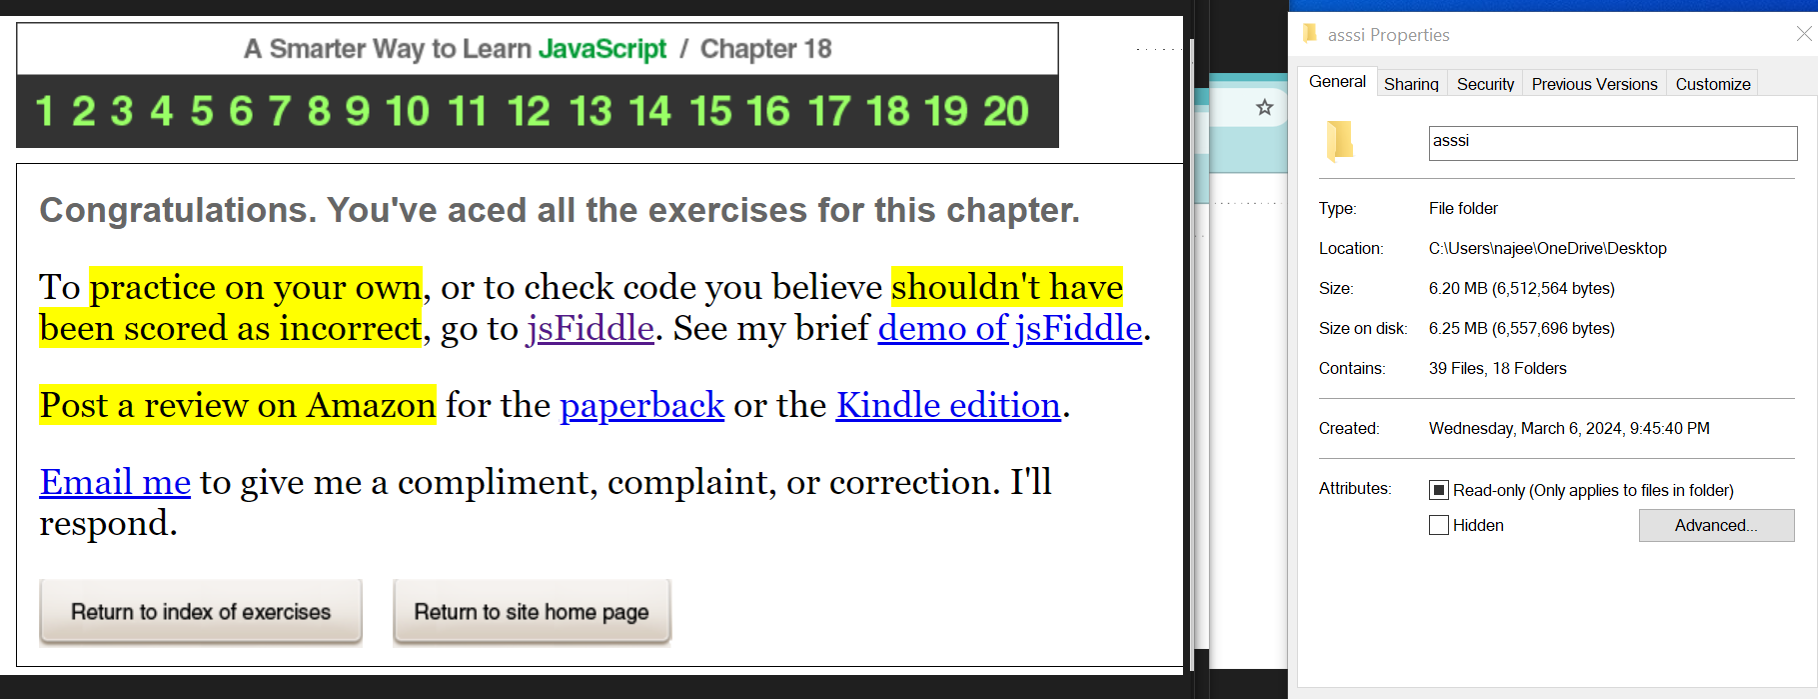 A Smarter Way to Learn JavaScript / Chapter 18
1 2 3 4 5 6 7 8 9 10 11 12 13 14 15 16 17 18 19 20
Congratulations. You've aced all the exercises for this chapter.
To practice on your own, or to check code you believe shouldn't have
been scored as incorrect, go to jsFiddle. See my brief demo of jsFiddle.
Post a review on Amazon for the paperback or the Kindle edition.
Email me to give me a compliment, complaint, or correction. I'll
respond.
Return to index of exercises
Return to site home page
asssi Properties
General Sharing Security Previous Versions Customize
asssi
Type: File folder
Location: C:\Users\najee\OneDrive\Desktop
Size: 6.20 MB (6,512,564 bytes)
Size on disk: 6.25 MB (6,557,696 bytes)
Contains: 39 Files, 18 Folders
Created: Wednesday, March 6, 2024, 9:45:40 PM
Attributes: Read-only (Only applies to files in folder)
Hidden
Advanced...